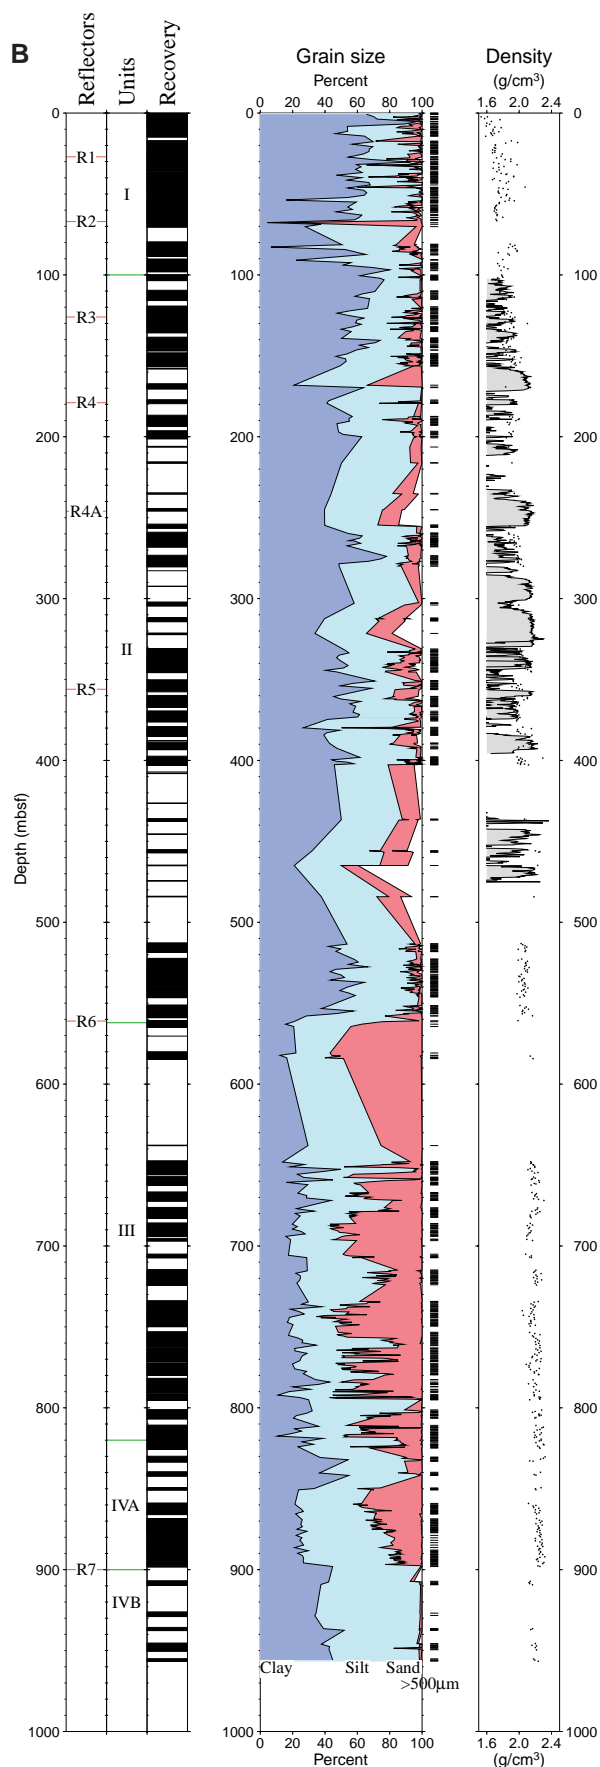 B
Reflectors
Units
Recovery
Grain size
Percent
Density
(g/cm³)
0 20 40 60 80 100
1.6 2.0 2.4
0
0
R1
I
R2
100
100
R3
R4
200
200
R4A
300
300
II
R5
400
400
Depth (mbsf)
500
500
R6
600
600
III
700
700
800
800
IVA
R7
900
900
IVB
Clay Silt Sand
>500µm
1000
1000
0 20 40 60 80 100
1.6 2.0 2.4
Percent
(g/cm³)